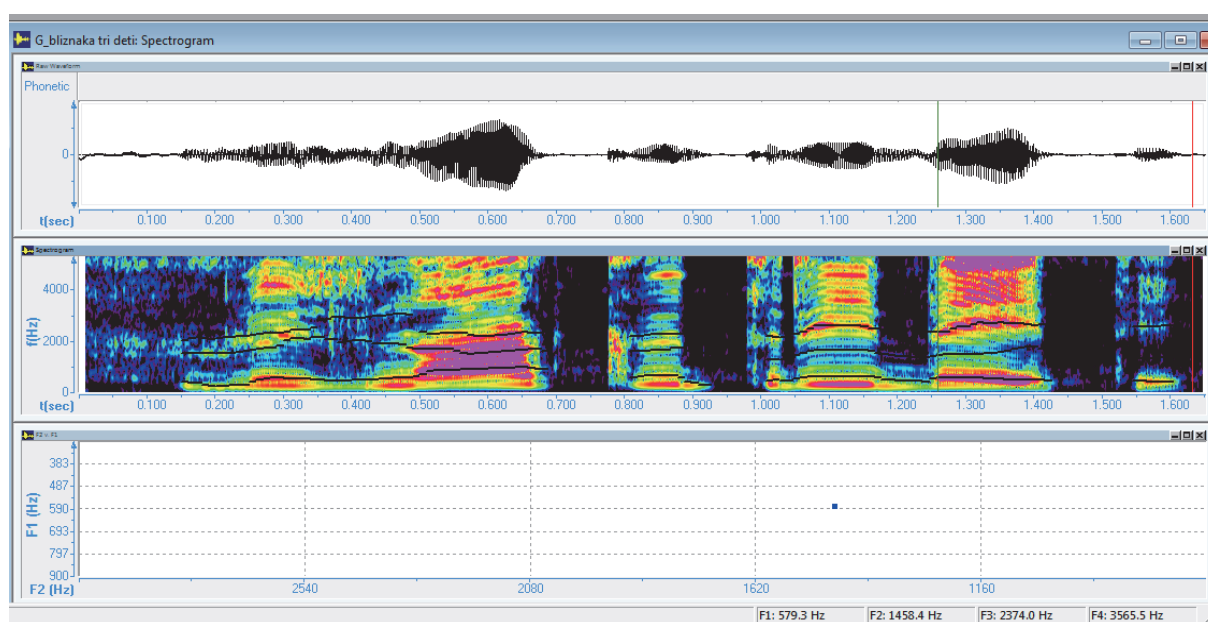 G_bliznaka tri deti: Spectrogram
Raw Waveform
Phonetic
0
t(sec) 0.100 0.200 0.300 0.400 0.500 0.600 0.700 0.800 0.900 1.000 1.100 1.200 1.300 1.400 1.500 1.600
Spectrogram
4000
f(Hz)
2000
0
t(sec) 0.100 0.200 0.300 0.400 0.500 0.600 0.700 0.800 0.900 1.000 1.100 1.200 1.300 1.400 1.500 1.600
F2 v. F1
383
487
F1 (Hz)
590
693
797
900
F2 (Hz) 2540 2080 1620 1160
F1: 579.3 Hz F2: 1458.4 Hz F3: 2374.0 Hz F4: 3565.5 Hz